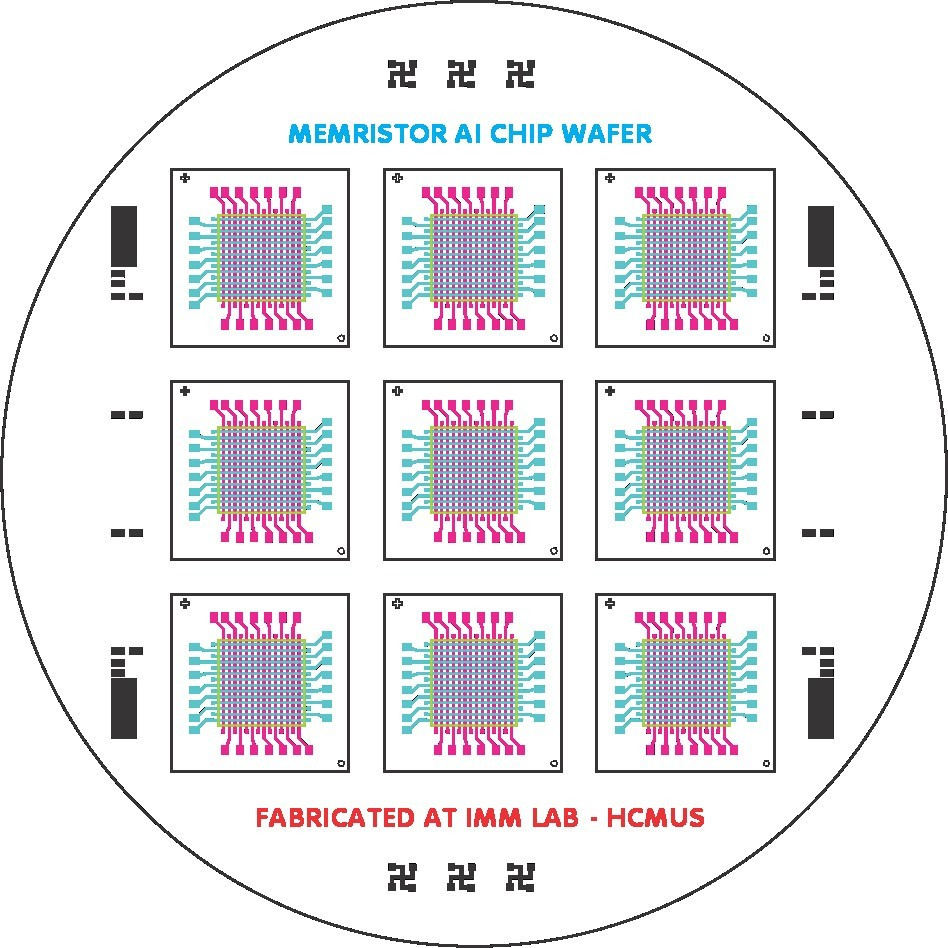 MEMRISTOR AI CHIP WAFER
FABRICATED AT IMM LAB - HCMUS